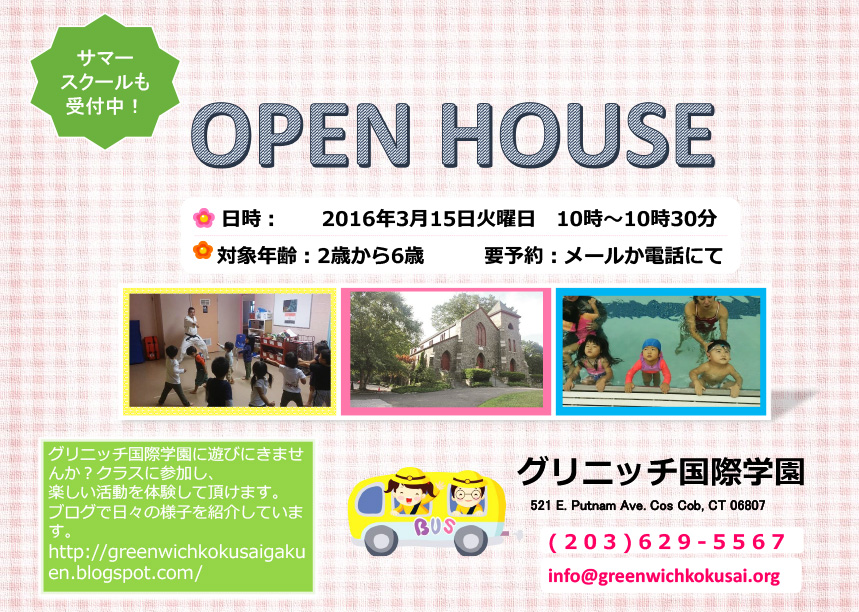 サマー
スクールも
受付中！
OPEN HOUSE
日時： 2016年3月15日火曜日 10時～10時30分
対象年齢：2歳から6歳 要予約：メールか電話にて
グリニッチ国際学園に遊びにきませ
んか？クラスに参加し、
楽しい活動を体験して頂けます。
ブログで日々の様子を紹介していま
す。
http://greenwichkokusaigaku
en.blogspot.com/
BUS
グリニッチ国際学園
521 E. Putnam Ave. Cos Cob, CT 06807
(２０３)６２９-５５６７
info@greenwichkokusai.org